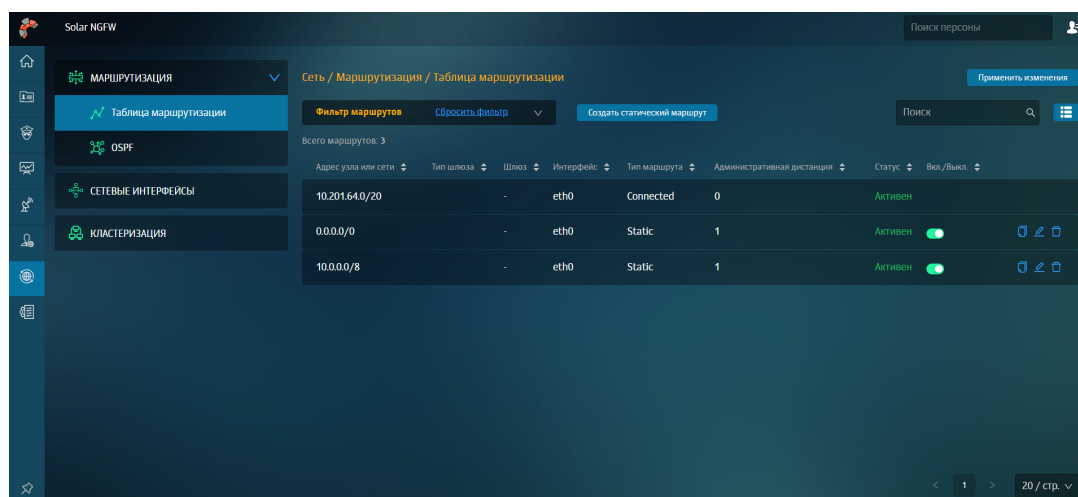 Solar NGFW
Поиск персоны
МАРШРУТИЗАЦИЯ
Таблица маршрутизации
OSPF
СЕТЕВЫЕ ИНТЕРФЕЙСЫ
КЛАСТЕРИЗАЦИЯ
Сеть / Маршрутизация / Таблица маршрутизации
Применить изменения
Фильтр маршрутов Сбросить фильтр
Создать статический маршрут
Поиск
Всего маршрутов: 3
Адрес узла или сети Тип шлюза Шлюз Интерфейс Тип маршрута Административная дистанция Статус Вкл./Выкл.
10.201.64.0/20 - eth0 Connected 0 Активен
0.0.0.0/0 - eth0 Static 1 Активен
10.0.0.0/8 - eth0 Static 1 Активен
< 1 > 20 / стр.